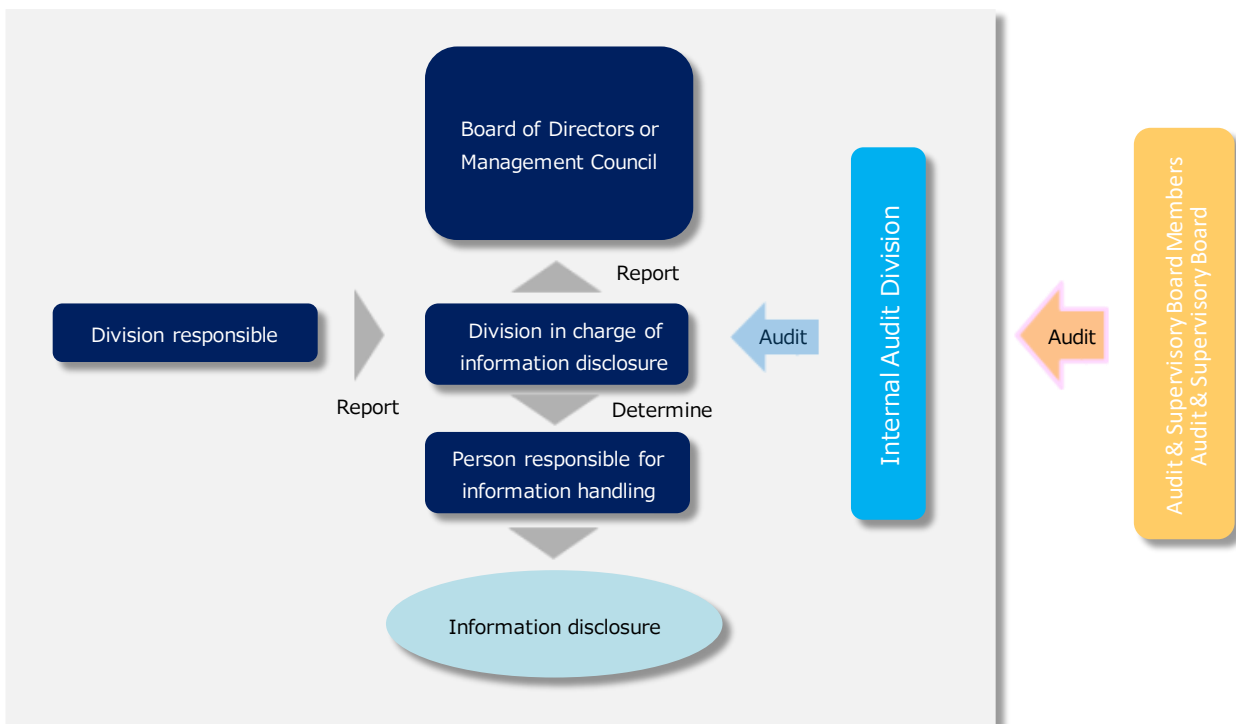 Board of Directors or
Management Council
Report
Division responsible
Report
Division in charge of
information disclosure
Determine
Person responsible for
information handling
Information disclosure
Audit
Internal Audit Division
Audit
Audit & Supervisory Board Members
Audit & Supervisory Board